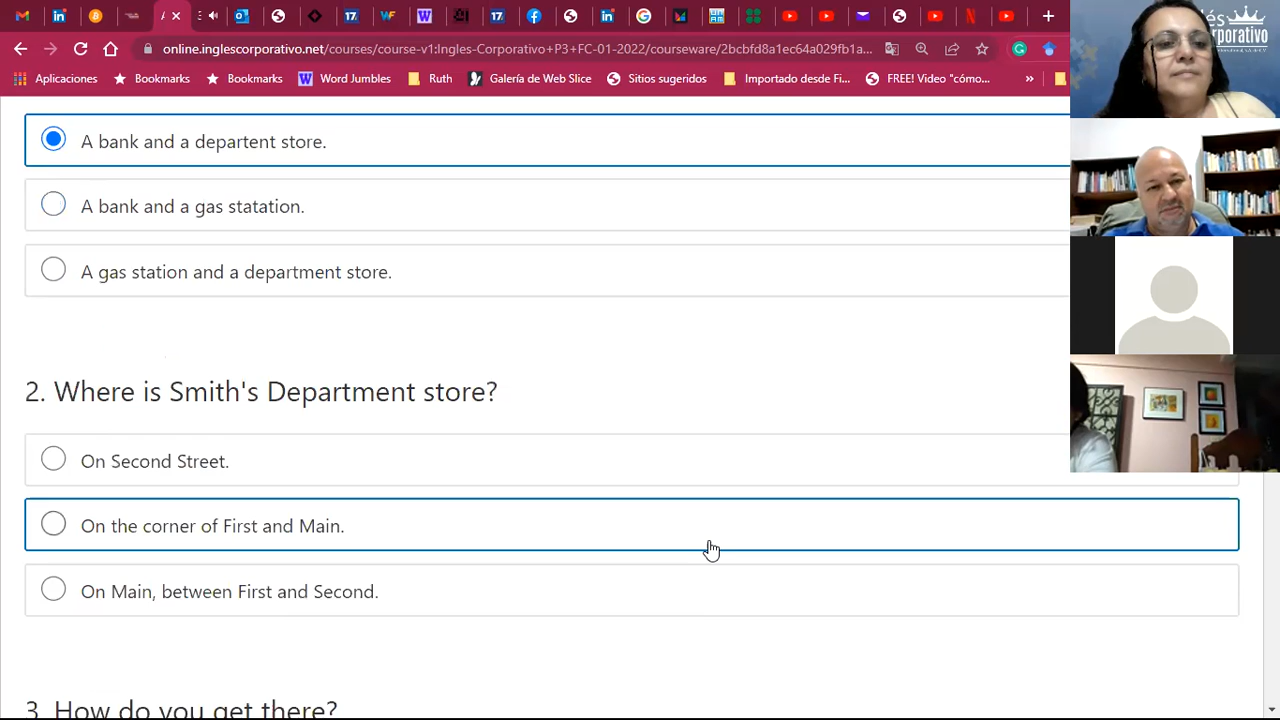 online.inglescorporativo.net/courses/course-v1:Ingles-Corporativo+P3+FC-01-2022/courseware/2bcbfd8a1ec64a029fb1a...
Aplicaciones Bookmarks Bookmarks Word Jumbles Ruth Galería de Web Slice Sitios sugeridos Importado desde Fi... FREE! Video "cómo... »
Corporativo
A bank and a departent store.
A bank and a gas statation.
A gas station and a department store.
2. Where is Smith's Department store?
On Second Street.
On the corner of First and Main.
On Main, between First and Second.
3. How do you get there?